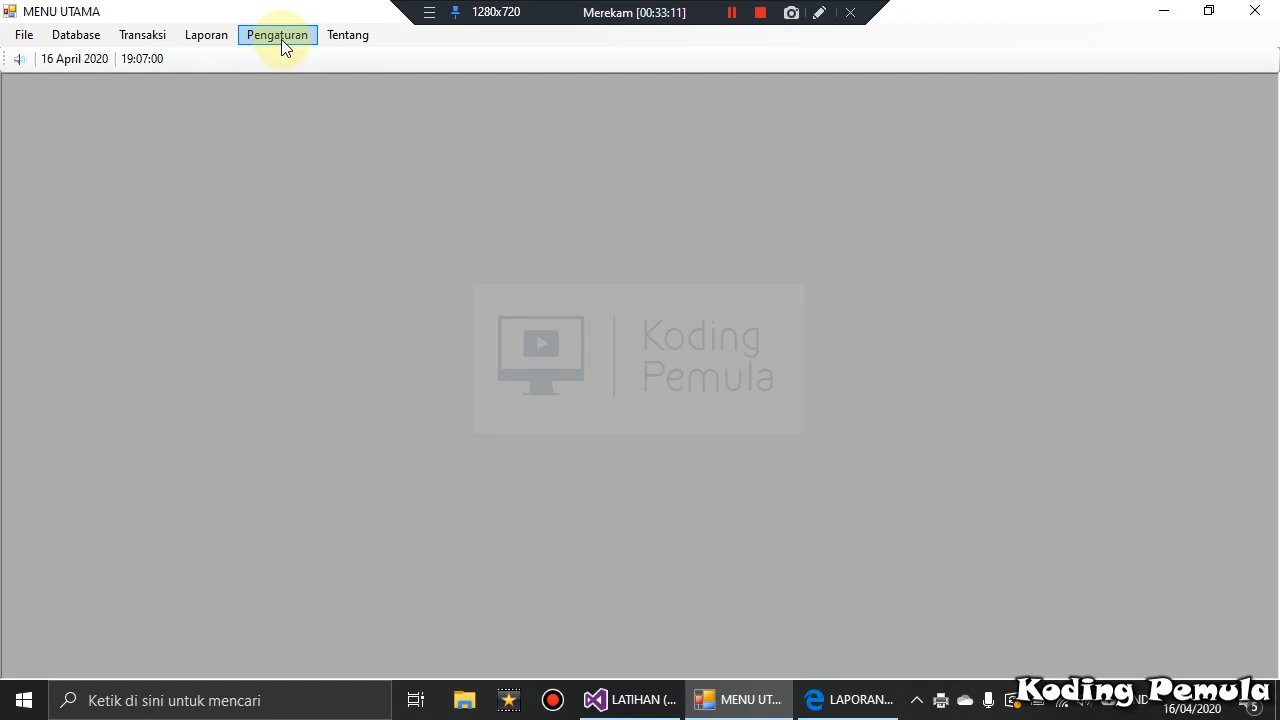 MENU UTAMA
1280x720
Merekam [00:33:11]
File Database Transaksi Laporan Pengaturan Tentang
16 April 2020 19:07:00
Koding
Pemula
Ketik di sini untuk mencari
LATIHAN (...
MENU UT...
LAPORAN...
Koding Pemula
16/04/2020
5